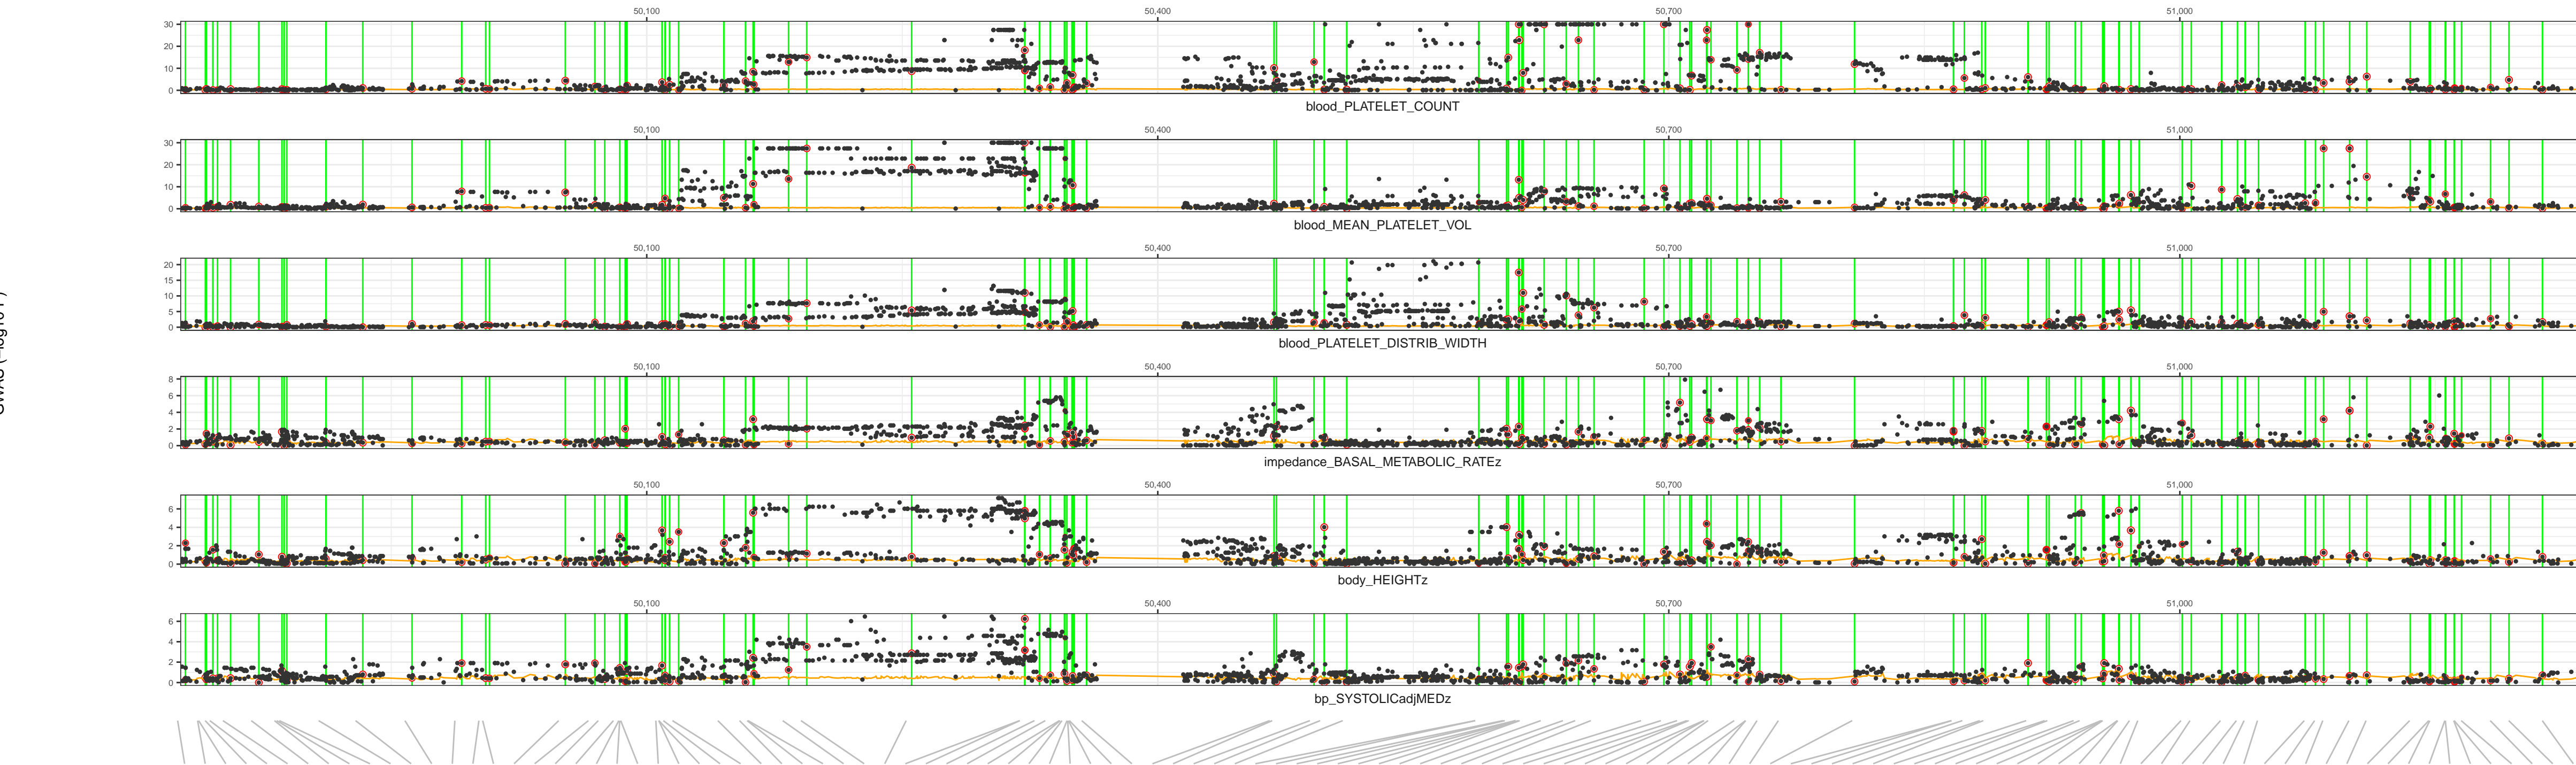 50,100 50,400 50,700 51,000
30
20
10
0
blood_PLATELET_COUNT
50,100 50,400 50,700 51,000
30
20
10
0
blood_MEAN_PLATELET_VOL
50,100 50,400 50,700 51,000
20
15
10
5
0
blood_PLATELET_DISTRIB_WIDTH
50,100 50,400 50,700 51,000
8
6
4
2
0
impedance_BASAL_METABOLIC_RATEz
50,100 50,400 50,700 51,000
6
4
2
0
body_HEIGHTz
50,100 50,400 50,700 51,000
6
4
2
0
bp_SYSTOLICadjMEDz